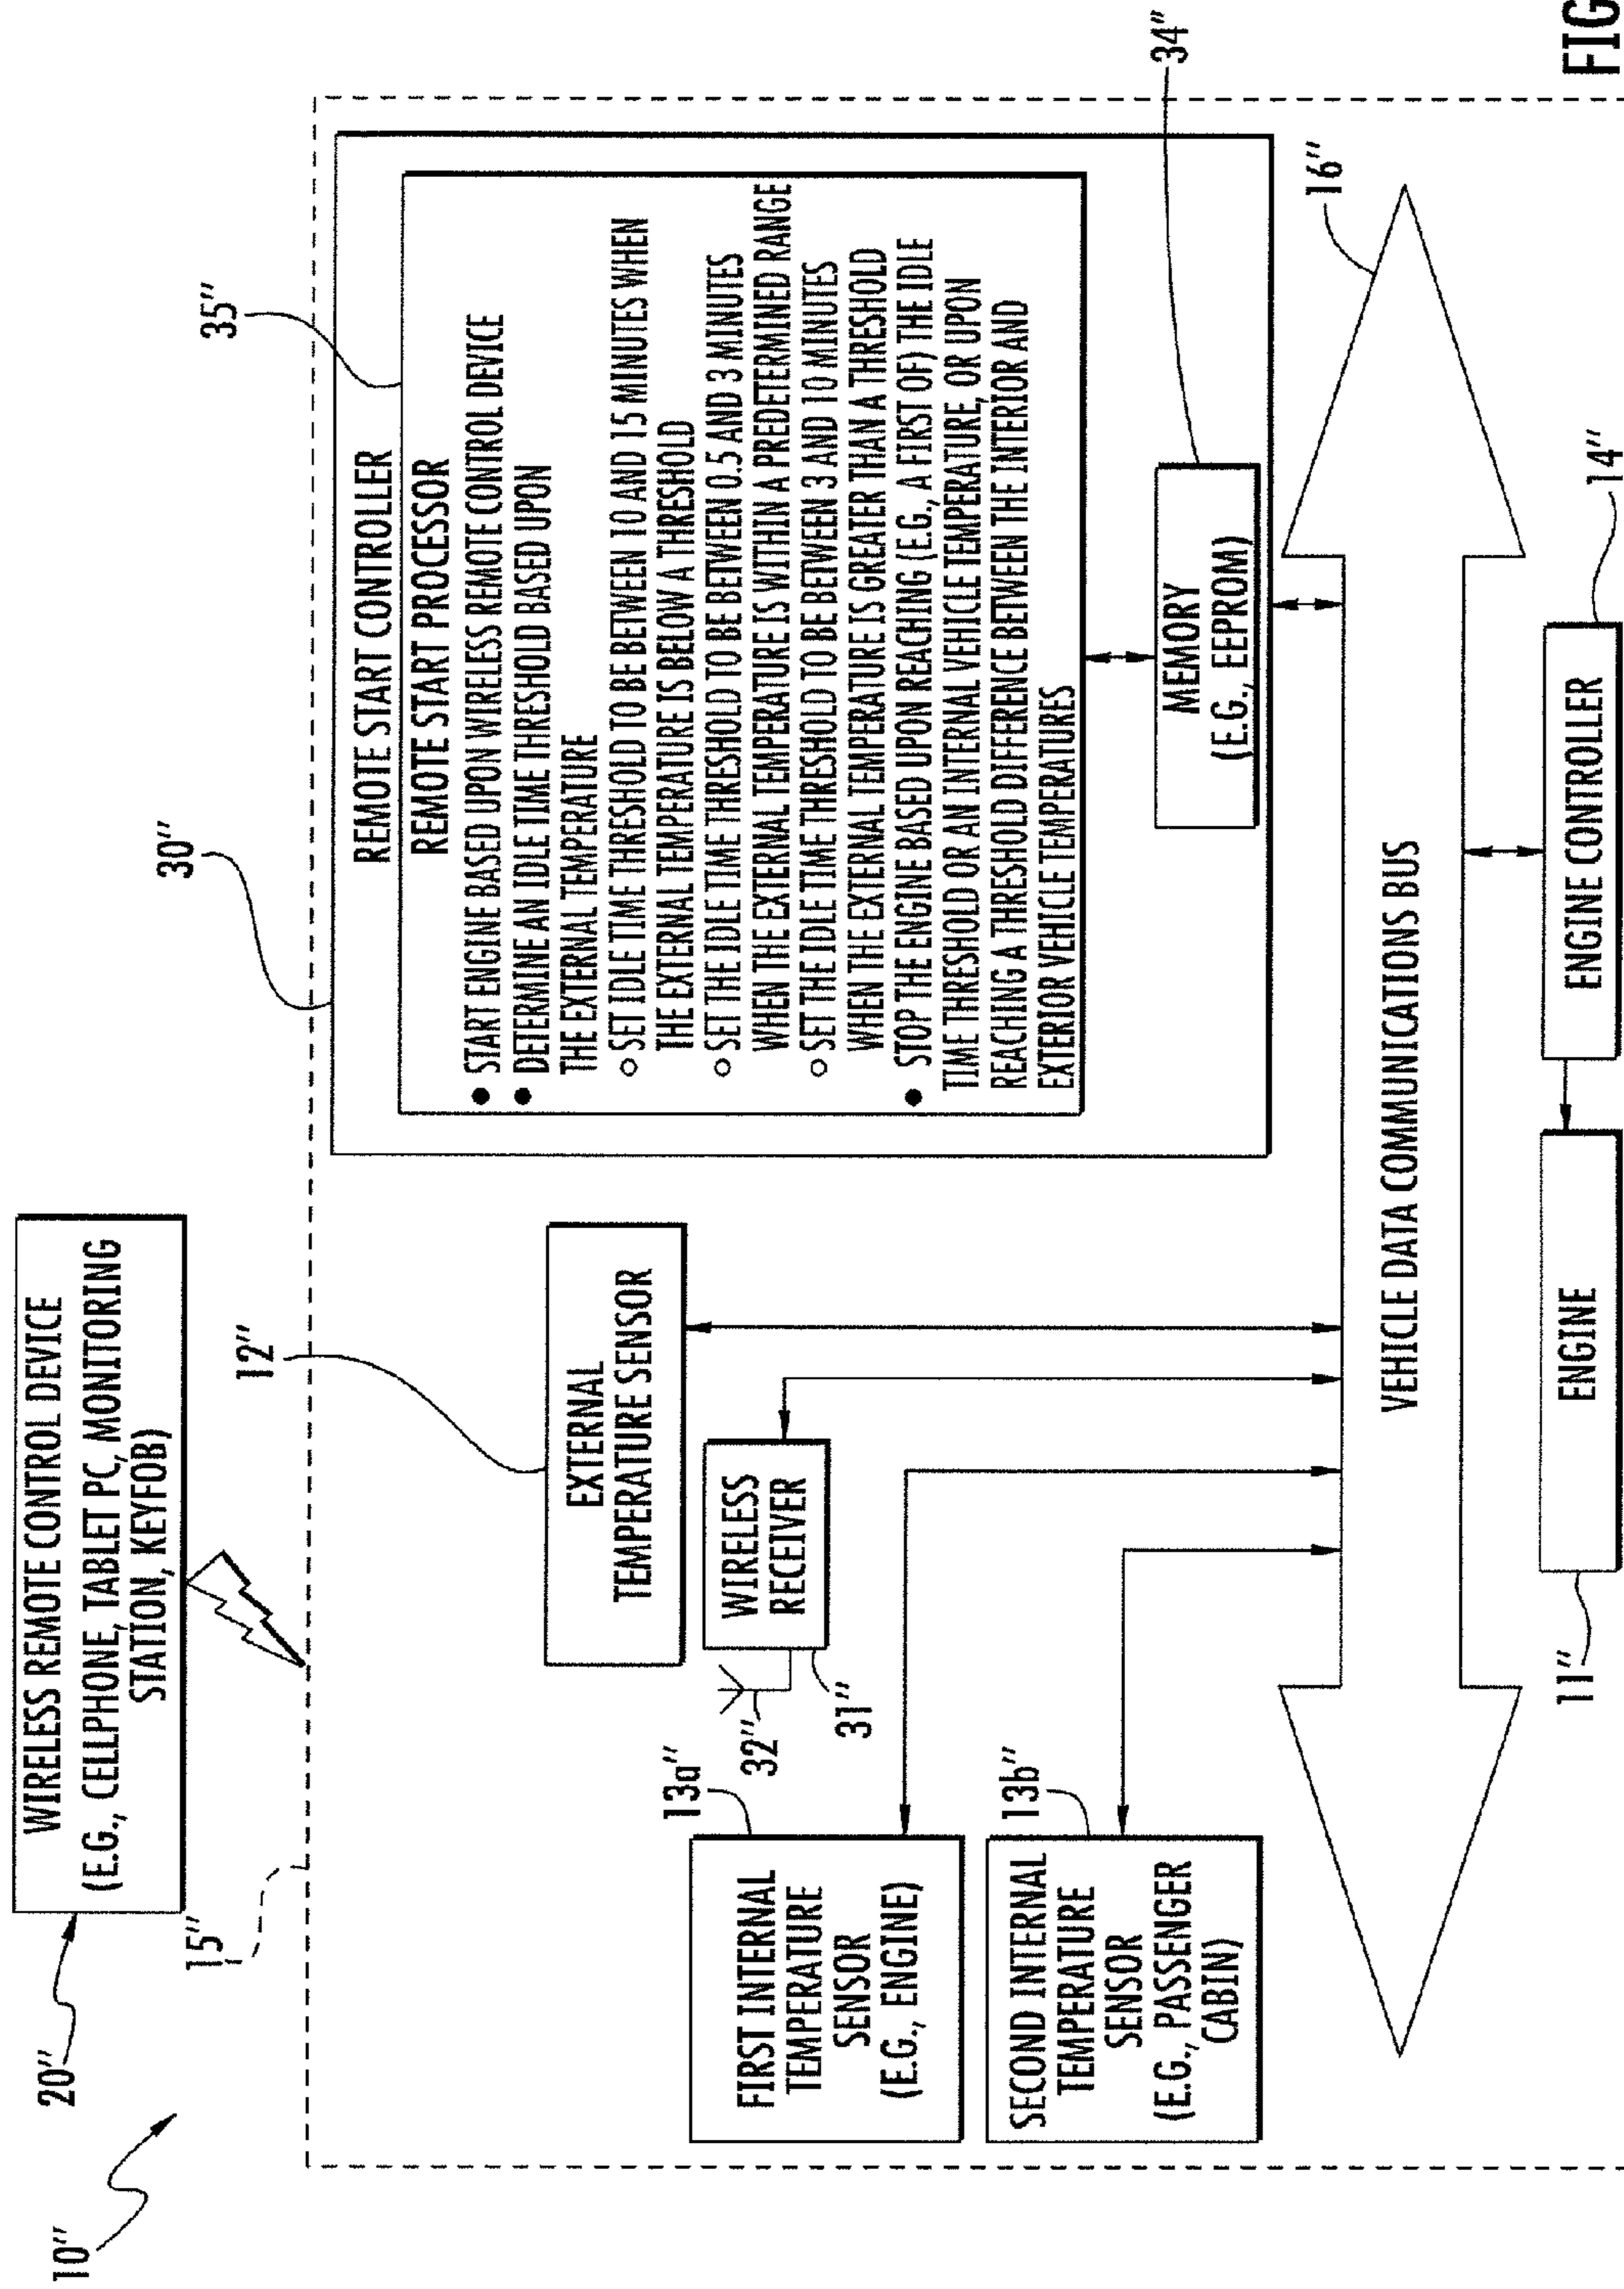 10''
20''
WIRELESS REMOTE CONTROL DEVICE
(E.G., CELLPHONE, TABLET PC, MONITORING
STATION, KEYFOB)
15''
12''
EXTERNAL
TEMPERATURE SENSOR
WIRELESS
RECEIVER
32''
31''
13a''
FIRST INTERNAL
TEMPERATURE
SENSOR
(E.G., ENGINE)
13b''
SECOND INTERNAL
TEMPERATURE
SENSOR
(E.G., PASSENGER
CABIN)
30''
35''
REMOTE START CONTROLLER
REMOTE START PROCESSOR
● START ENGINE BASED UPON WIRELESS REMOTE CONTROL DEVICE
● DETERMINE AN IDLE TIME THRESHOLD BASED UPON
THE EXTERNAL TEMPERATURE
○ SET IDLE TIME THRESHOLD TO BE BETWEEN 10 AND 15 MINUTES WHEN
THE EXTERNAL TEMPERATURE IS BELOW A THRESHOLD
○ SET THE IDLE TIME THRESHOLD TO BE BETWEEN 0.5 AND 3 MINUTES
WHEN THE EXTERNAL TEMPERATURE IS WITHIN A PREDETERMINED RANGE
○ SET THE IDLE TIME THRESHOLD TO BE BETWEEN 3 AND 10 MINUTES
WHEN THE EXTERNAL TEMPERATURE IS GREATER THAN A THRESHOLD
● STOP THE ENGINE BASED UPON REACHING (E.G., A FIRST OF) THE IDLE
TIME THRESHOLD OR AN INTERNAL VEHICLE TEMPERATURE, OR UPON
REACHING A THRESHOLD DIFFERENCE BETWEEN THE INTERIOR AND
EXTERIOR VEHICLE TEMPERATURES
MEMORY
(E.G., EEPROM)
34''
16''
VEHICLE DATA COMMUNICATIONS BUS
ENGINE
11''
ENGINE CONTROLLER
14''
FIG